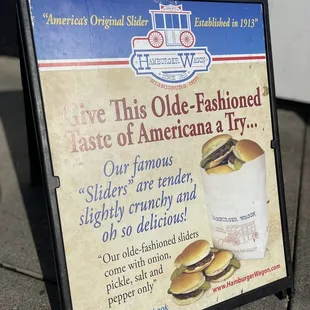 "America's Original Slider Established in 1913"
HAMBURGER WAGON
MIAMISBURG, OHIO
Give This Olde-Fashioned
Taste of Americana a Try...
Our famous
"Sliders" are tender,
slightly crunchy and
oh so delicious!
HAMBURGER WAGON
"Our olde-fashioned sliders
come with onion,
pickle, salt and
pepper only"
www.HamburgerWagon.com